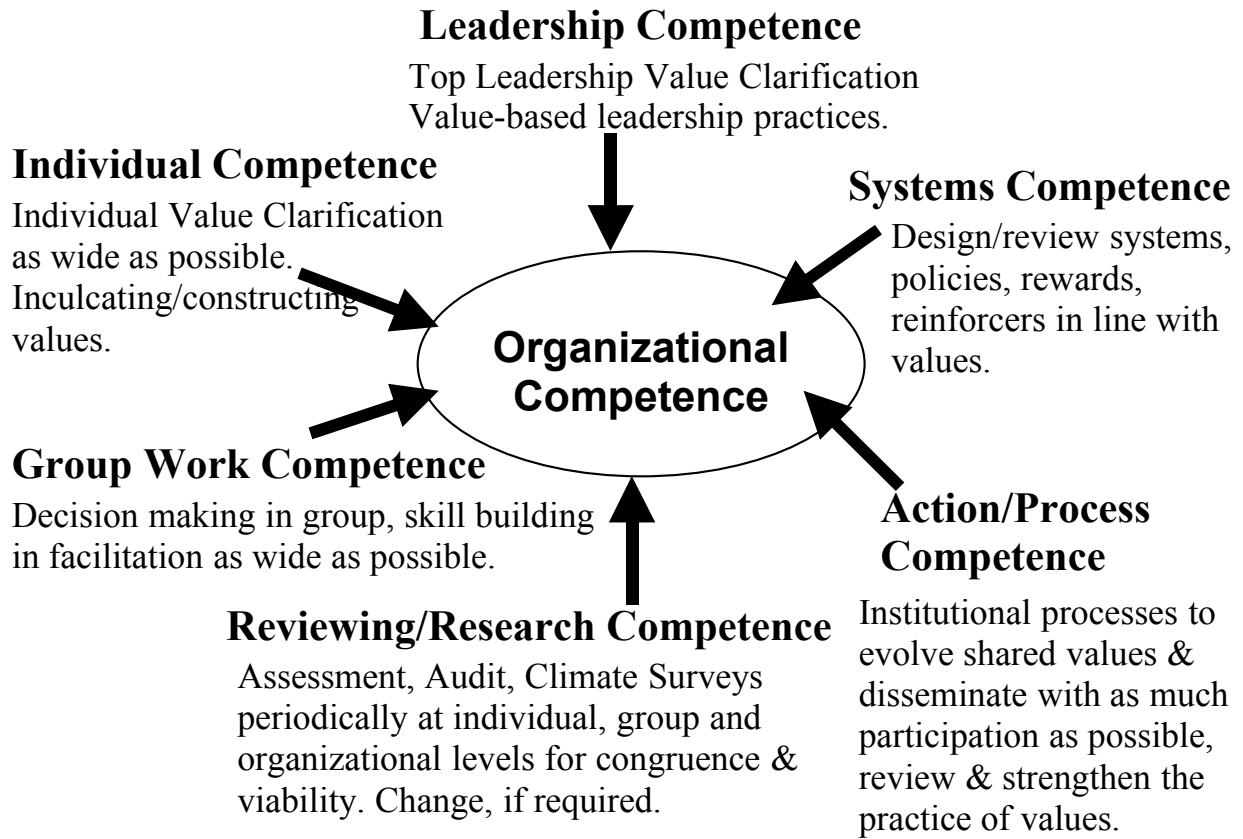 Leadership Competence
Top Leadership Value Clarification
Value-based leadership practices.
Individual Competence
Individual Value Clarification
as wide as possible.
Inculcating/constructing
values.
Systems Competence
Design/review systems,
policies, rewards,
reinforcers in line with
values.
Organizational
Competence
Group Work Competence
Decision making in group, skill building
in facilitation as wide as possible.
Action/Process
Competence
Institutional processes to
evolve shared values &
disseminate with as much
participation as possible,
review & strengthen the
practice of values.
Reviewing/Research Competence
Assessment, Audit, Climate Surveys
periodically at individual, group and
organizational levels for congruence &
viability. Change, if required.